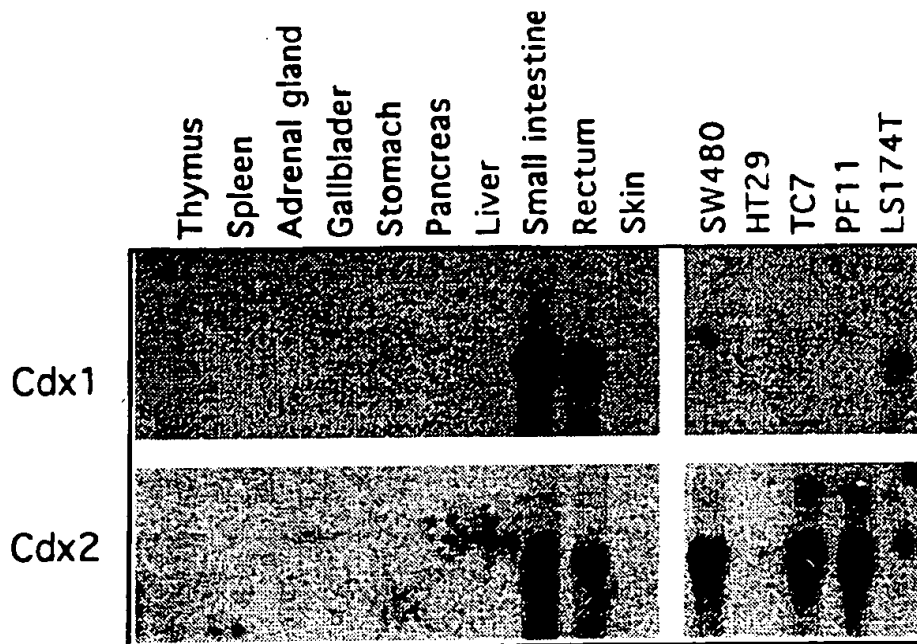 Thymus
Spleen
Adrenal gland
Gallbladder
Stomach
Pancreas
Liver
Small intestine
Rectum
Skin
SW480
HT29
TC7
PF11
LS174T
Cdx1
Cdx2